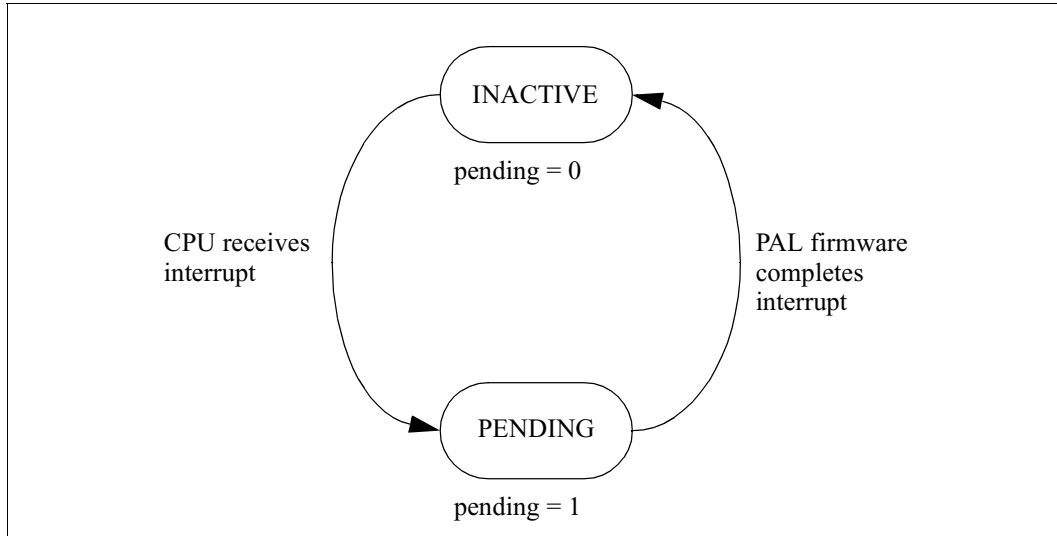 INACTIVE
pending = 0
CPU receives
interrupt
PAL firmware
completes
interrupt
PENDING
pending = 1